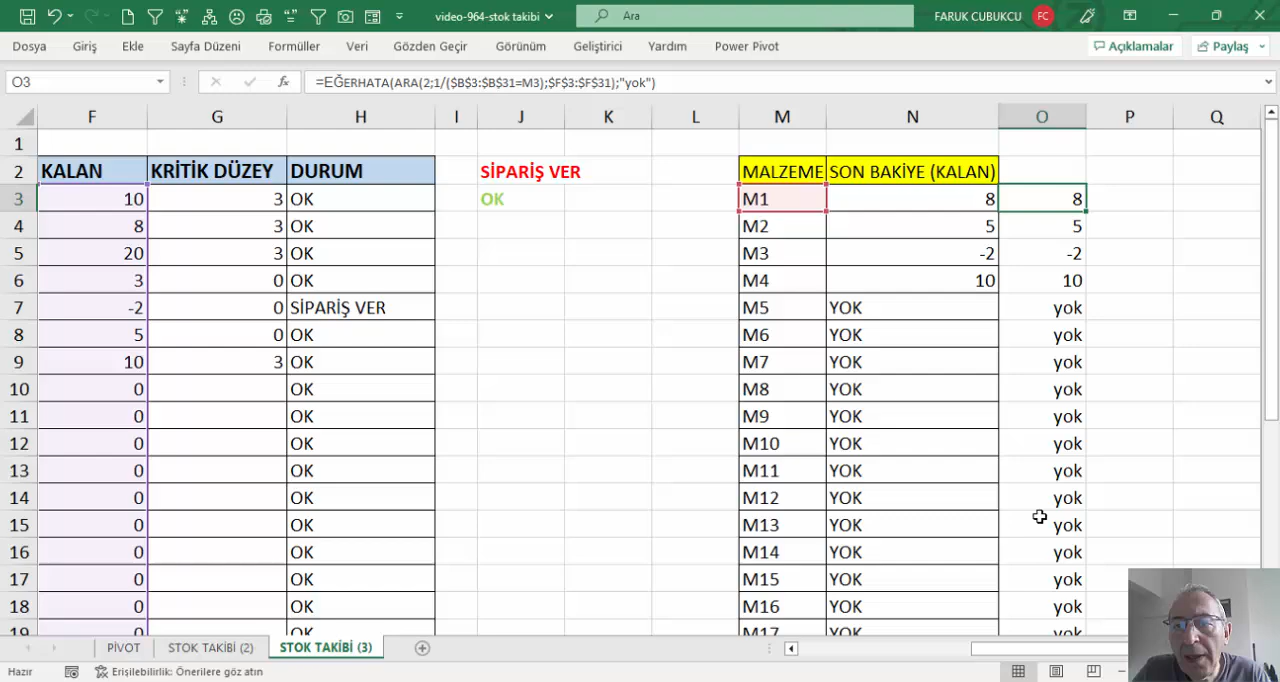 video-964-stok takibi
Ara
FARUK CUBUKCU
FC
Dosya Giriş Ekle Sayfa Düzeni Formüller Veri Gözden Geçir Görünüm Geliştirici Yardım Power Pivot Açıklamalar Paylaş
O3 fx =EĞERHATA(ARA(2;1/($B$3:$B$31=M3);$F$3:$F$31);"yok")
F G H I J K L M N O P Q
1
2 KALAN KRİTİK DÜZEY DURUM SİPARİŞ VER MALZEME SON BAKİYE (KALAN)
3 10 3 OK OK M1 8 8
4 8 3 OK M2 5 5
5 20 3 OK M3 -2 -2
6 3 0 OK M4 10 10
7 -2 0 SİPARİŞ VER M5 YOK yok
8 5 0 OK M6 YOK yok
9 10 3 OK M7 YOK yok
10 0 OK M8 YOK yok
11 0 OK M9 YOK yok
12 0 OK M10 YOK yok
13 0 OK M11 YOK yok
14 0 OK M12 YOK yok
15 0 OK M13 YOK yok
16 0 OK M14 YOK yok
17 0 OK M15 YOK yok
18 0 OK M16 YOK yok
19 0 OK M17 YOK yok
PİVOT STOK TAKİBİ (2) STOK TAKİBİ (3)
Hazır Erişilebilirlik: Önerilere göz atın